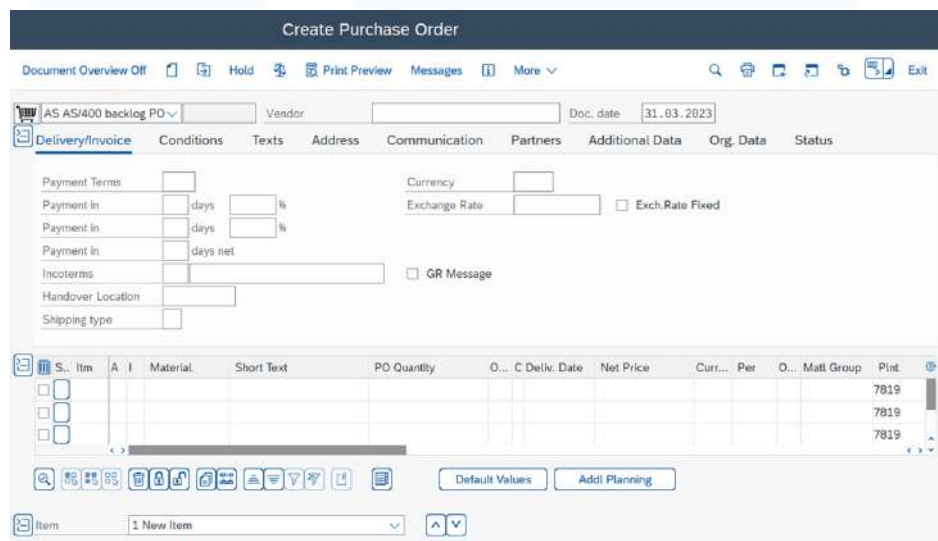 Create Purchase Order
Document Overview Off Hold Print Preview Messages More Exit
AS AS/400 backlog PO Vendor Doc. date 31.03.2023
Delivery/Invoice Conditions Texts Address Communication Partners Additional Data Org. Data Status
Payment Terms Currency
Payment in days % Exchange Rate Exch.Rate Fixed
Payment in days %
Payment in days net
Incoterms GR Message
Handover Location
Shipping type
S.. Itm A I Material Short Text PO Quantity O... C Deliv. Date Net Price Curr... Per O... Matl Group Plnt
7819
7819
7819
Default Values Addl Planning
Item 1 New Item